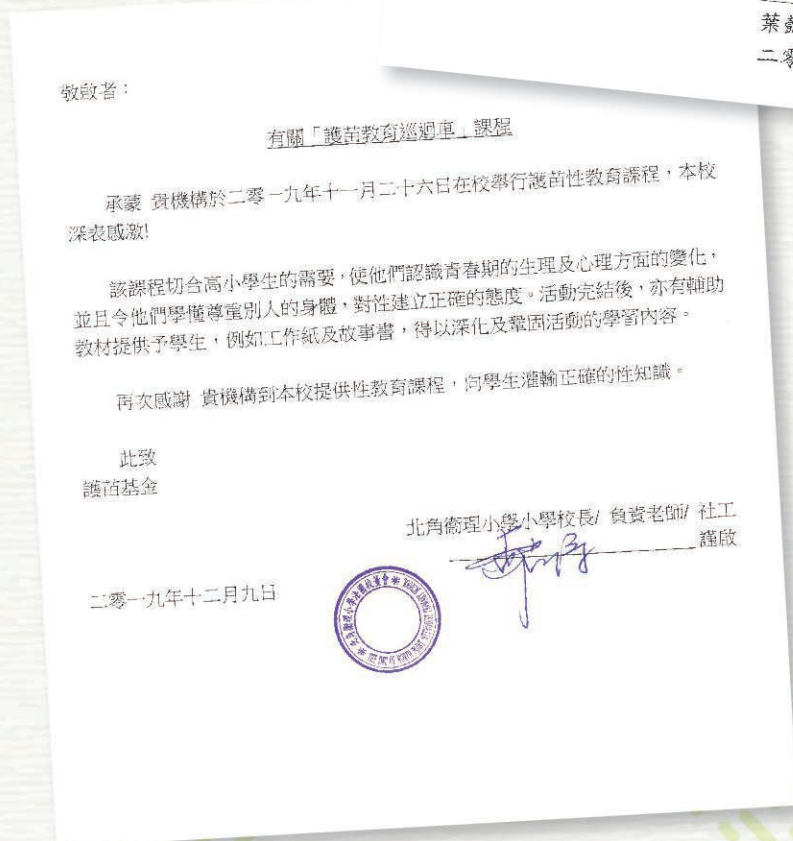 葉
二零
敬啟者：
有關「護苗教育巡迴車」課程
承蒙 貴機構於二零一九年十一月二十六日在校舉行護苗性教育課程，本校
深表感激!
該課程切合高小學生的需要，使他們認識青春期的生理及心理方面的變化，
並且令他們學懂尊重別人的身體，對性建立正確的態度。活動完結後，亦有輔助
教材提供予學生，例如工作紙及故事書，得以深化及鞏固活動的學習內容。
再次感謝 貴機構到本校提供性教育課程，向學生灌輸正確的性知識。
此致
護苗基金
北角衞理小學小學校長/ 負責老師/ 社工
謹啟
二零一九年十二月九日